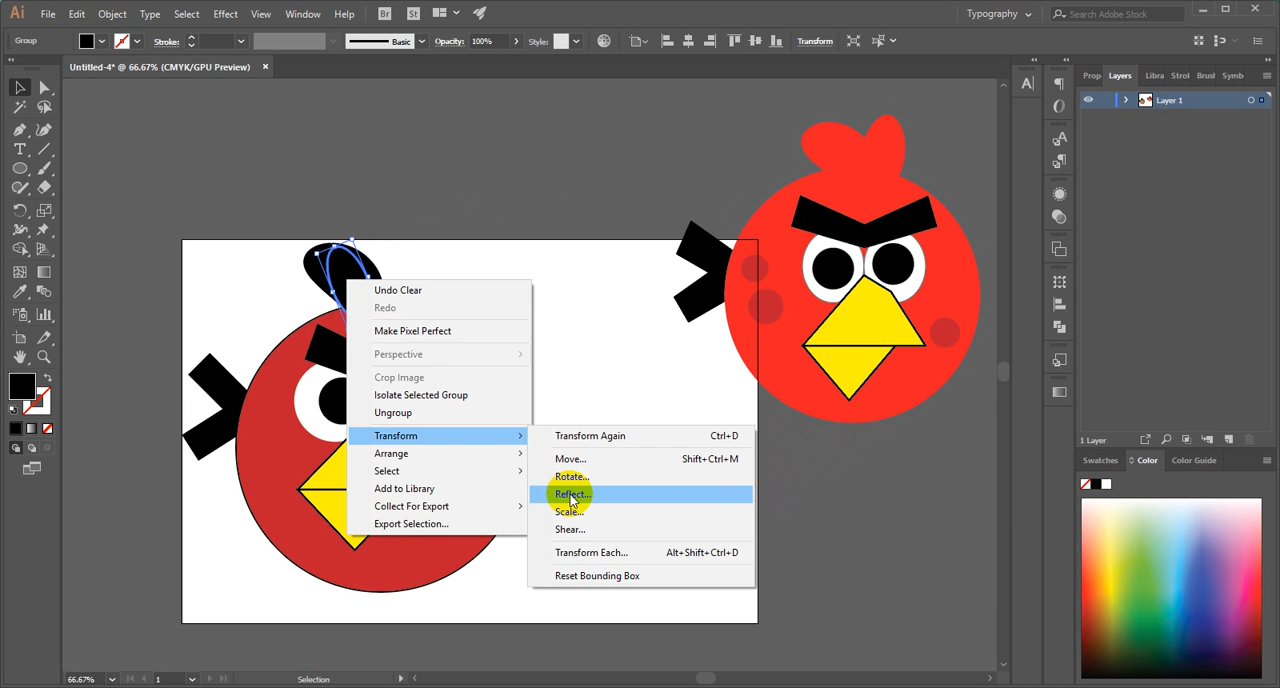 Ai File Edit Object Type Select Effect View Window Help Br St Typography Search Adobe Stock
Group Stroke: Basic Opacity: 100% Style: Transform
Untitled-4* @ 66.67% (CMYK/GPU Preview) ×
Prop Layers Libra Strol Brush Symb
Layer 1
Undo Clear
Redo
Make Pixel Perfect
Perspective
Crop Image
Isolate Selected Group
Ungroup
Transform
Arrange
Select
Add to Library
Collect For Export
Export Selection...
Transform Again Ctrl+D
Move... Shift+Ctrl+M
Rotate...
Reflect...
Scale...
Shear...
Transform Each... Alt+Shift+Ctrl+D
Reset Bounding Box
1 Layer
Swatches Color Color Guide
66.67% 1 Selection